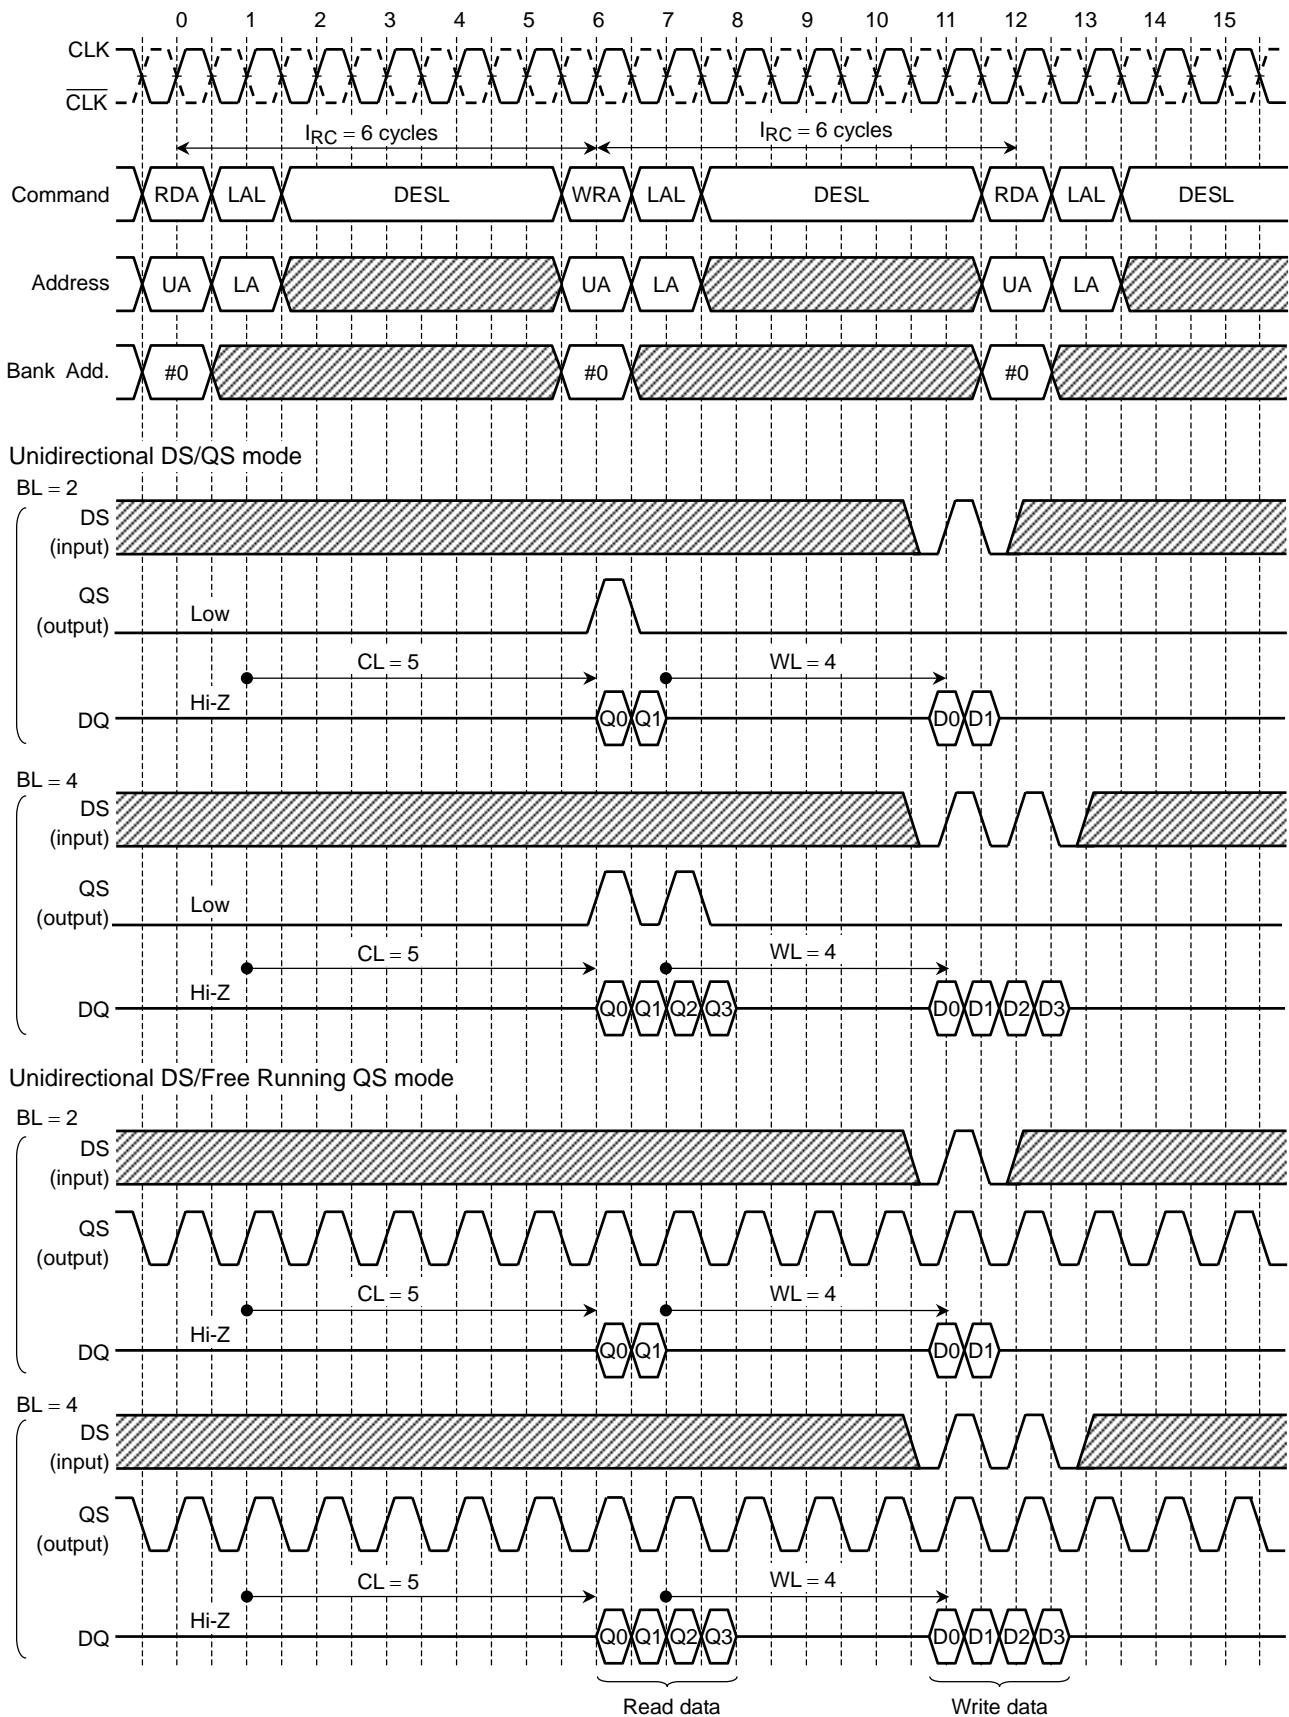 0 1 2 3 4 5 6 7 8 9 10 11 12 13 14 15
CLK
CLK
IRC = 6 cycles IRC = 6 cycles
Command RDA LAL DESL WRA LAL DESL RDA LAL DESL
Address UA LA UA LA UA LA
Bank Add. #0 #0 #0
Unidirectional DS/QS mode
BL = 2
DS
(input)
QS
(output) Low
CL = 5 WL = 4
Hi-Z
DQ Q0 Q1 D0 D1
BL = 4
DS
(input)
QS
(output) Low
CL = 5 WL = 4
Hi-Z
DQ Q0 Q1 Q2 Q3 D0 D1 D2 D3
Unidirectional DS/Free Running QS mode
BL = 2
DS
(input)
QS
(output)
CL = 5 WL = 4
Hi-Z
DQ Q0 Q1 D0 D1
BL = 4
DS
(input)
QS
(output)
CL = 5 WL = 4
Hi-Z
DQ Q0 Q1 Q2 Q3 D0 D1 D2 D3
Read data Write data